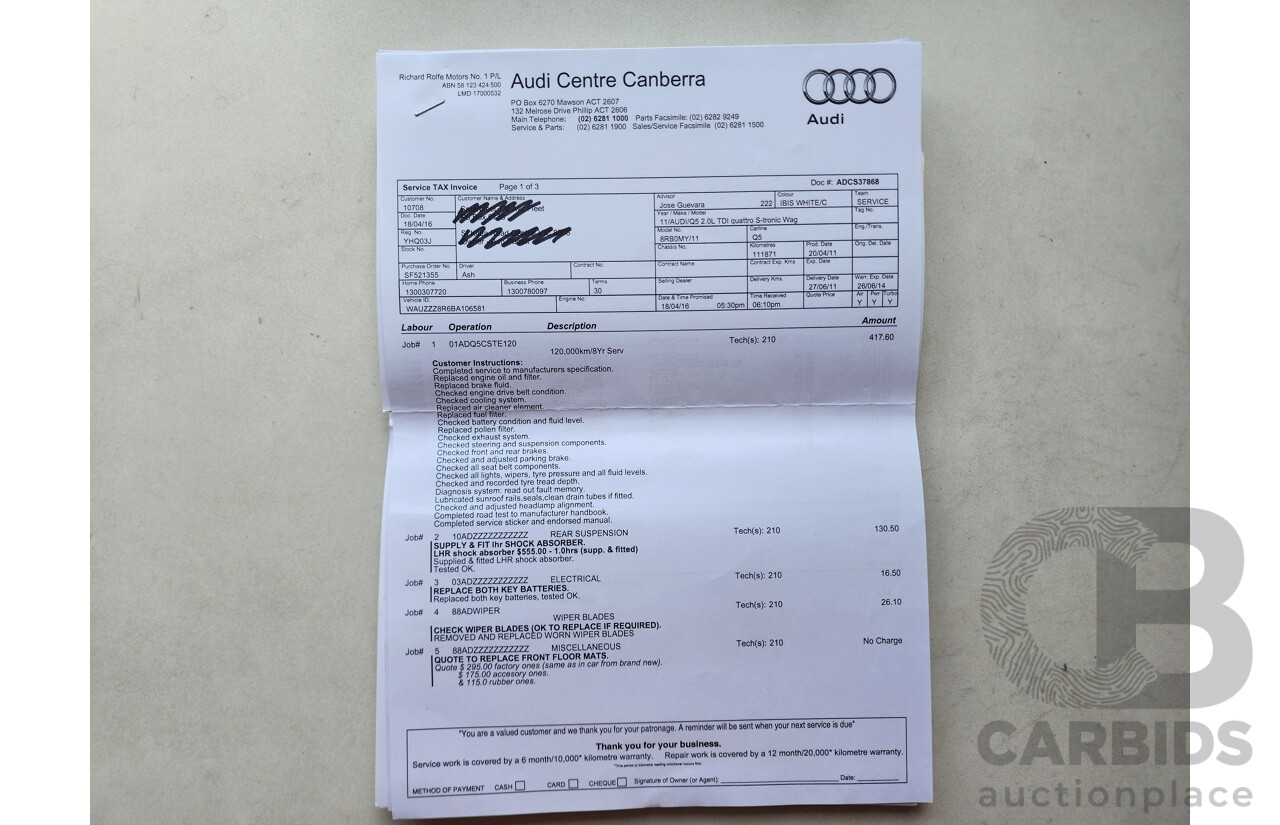 Richard Rolfe Motors No. 1 P/L
ABN 58 123 424 500
LMD 17000532
Audi Centre Canberra
PO Box 6270 Mawson ACT 2607
132 Melrose Drive Phillip ACT 2606
Main Telephone: (02) 6281 1000 Parts Facsimile: (02) 6282 9249
Service & Parts: (02) 6281 1900 Sales/Service Facsimile (02) 6281 1500
Audi
Service TAX Invoice Page 1 of 3 Doc #: ADCS37868
Customer No. Customer Name & Address Advisor Colour Team
10708 Jose Guevara 222 IBIS WHITE/C SERVICE
Doc. Date Year / Make / Model Tag No.
18/04/16 11/AUDI/Q5 2.0L TDI quattro S-tronic Wag
Reg. No. Model No. Carline Eng./Trans.
YHQ03J 8RB0MY/11 Q5
Stock No. Chassis No. Kilometres Prod. Date Orig. Del. Date
111871 20/04/11
Purchase Order No. Driver Contract No. Contract Name Contract Exp. Kms Exp. Date
SF521355 Ash
Home Phone Business Phone Terms Selling Dealer Delivery Kms. Delivery Date Warr. Exp. Date
1300307720 1300780097 30 27/06/11 26/06/14
Vehicle ID. Engine No. Date & Time Promised Time Received Quote Price Air Pwr Turbo
WAUZZZ8R6BA106581 18/04/16 05:30pm 06:10pm Y Y Y
Labour Operation Description Amount
Job# 1 01ADQ5CSTE120 Tech(s): 210 417.60
120,000km/8Yr Serv
Customer Instructions:
Completed service to manufacturers specification.
Replaced engine oil and filter.
Replaced brake fluid.
Checked engine drive belt condition.
Checked cooling system.
Replaced air cleaner element.
Replaced fuel filter.
Checked battery condition and fluid level.
Replaced pollen filter.
Checked exhaust system.
Checked steering and suspension components.
Checked front and rear brakes.
Checked and adjusted parking brake.
Checked all seat belt components.
Checked all lights, wipers, tyre pressure and all fluid levels.
Checked and recorded tyre tread depth.
Diagnosis system: read out fault memory.
Lubricated sunroof rails,seals,clean drain tubes if fitted.
Checked and adjusted headlamp alignment.
Completed road test to manufacturer handbook.
Completed service sticker and endorsed manual.
Job# 2 10ADZZZZZZZZZZZ REAR SUSPENSION Tech(s): 210 130.50
SUPPLY & FIT lhr SHOCK ABSORBER.
LHR shock absorber $555.00 - 1.0hrs (supp. & fitted)
Supplied & fitted LHR shock absorber.
Tested OK.
Job# 3 03ADZZZZZZZZZZZ ELECTRICAL Tech(s): 210 16.50
REPLACE BOTH KEY BATTERIES.
Replaced both key batteries, tested OK.
Job# 4 88ADWIPER Tech(s): 210 26.10
WIPER BLADES
CHECK WIPER BLADES (OK TO REPLACE IF REQUIRED).
REMOVED AND REPLACED WORN WIPER BLADES
Job# 5 88ADZZZZZZZZZZZ MISCELLANEOUS Tech(s): 210 No Charge
QUOTE TO REPLACE FRONT FLOOR MATS.
Quote $ 295.00 factory ones (same as in car from brand new).
$ 175.00 accesory ones.
& 115.0 rubber ones.
"You are a valued customer and we thank you for your patronage. A reminder will be sent when your next service is due"
Thank you for your business.
Service work is covered by a 6 month/10,000* kilometre warranty. Repair work is covered by a 12 month/20,000* kilometre warranty.
METHOD OF PAYMENT CASH CARD CHEQUE Signature of Owner (or Agent): Date:
CB
CARBIDS
auctionplace